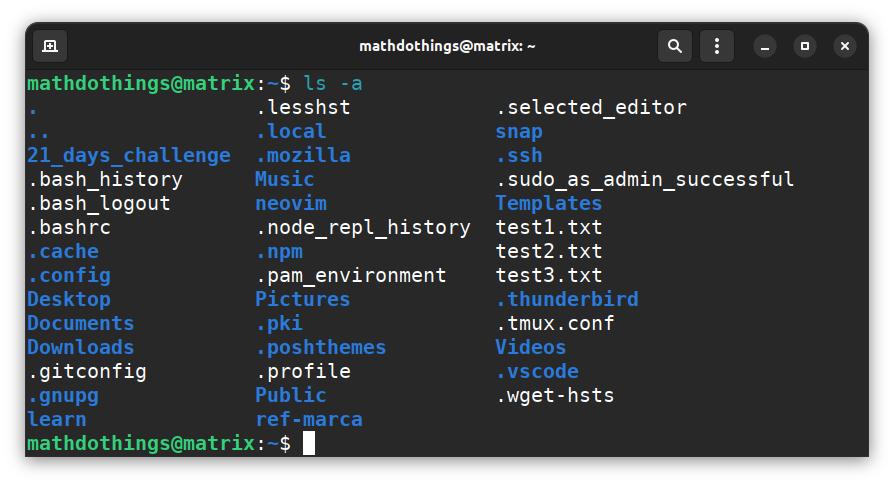 mathdothings@matrix: ~
mathdothings@matrix:~$ ls -a
. .lesshst .selected_editor
.. .local snap
21_days_challenge .mozilla .ssh
.bash_history Music .sudo_as_admin_successful
.bash_logout neovim Templates
.bashrc .node_repl_history test1.txt
.cache .npm test2.txt
.config .pam_environment test3.txt
Desktop Pictures .thunderbird
Documents .pki .tmux.conf
Downloads .poshthemes Videos
.gitconfig .profile .vscode
.gnupg Public .wget-hsts
learn ref-marca
mathdothings@matrix:~$